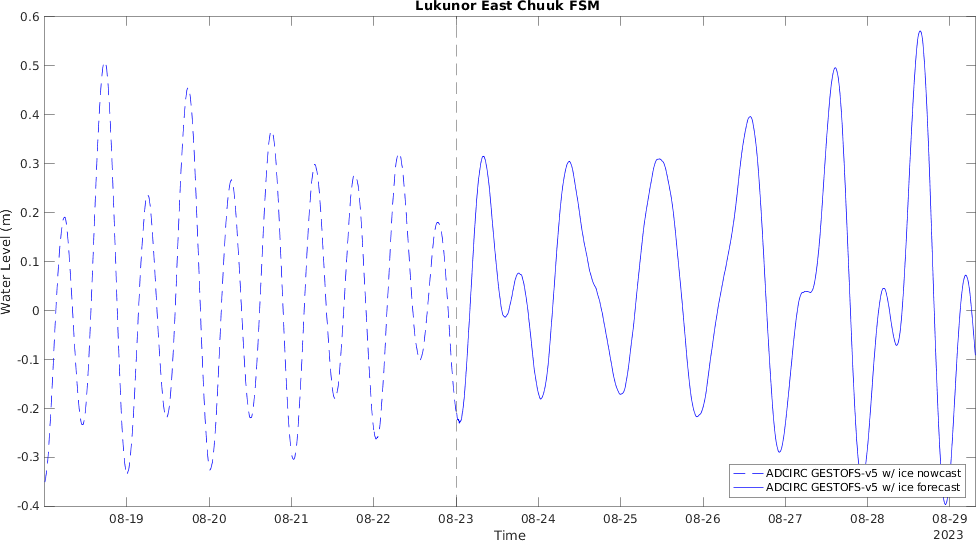 Lukunor East Chuuk FSM
Water Level (m)
0.6
0.5
0.4
0.3
0.2
0.1
0
-0.1
-0.2
-0.3
-0.4
ADCIRC GESTOFS-v5 w/ ice nowcast
ADCIRC GESTOFS-v5 w/ ice forecast
08-19 08-20 08-21 08-22 08-23 08-24 08-25 08-26 08-27 08-28 08-29
Time
2023